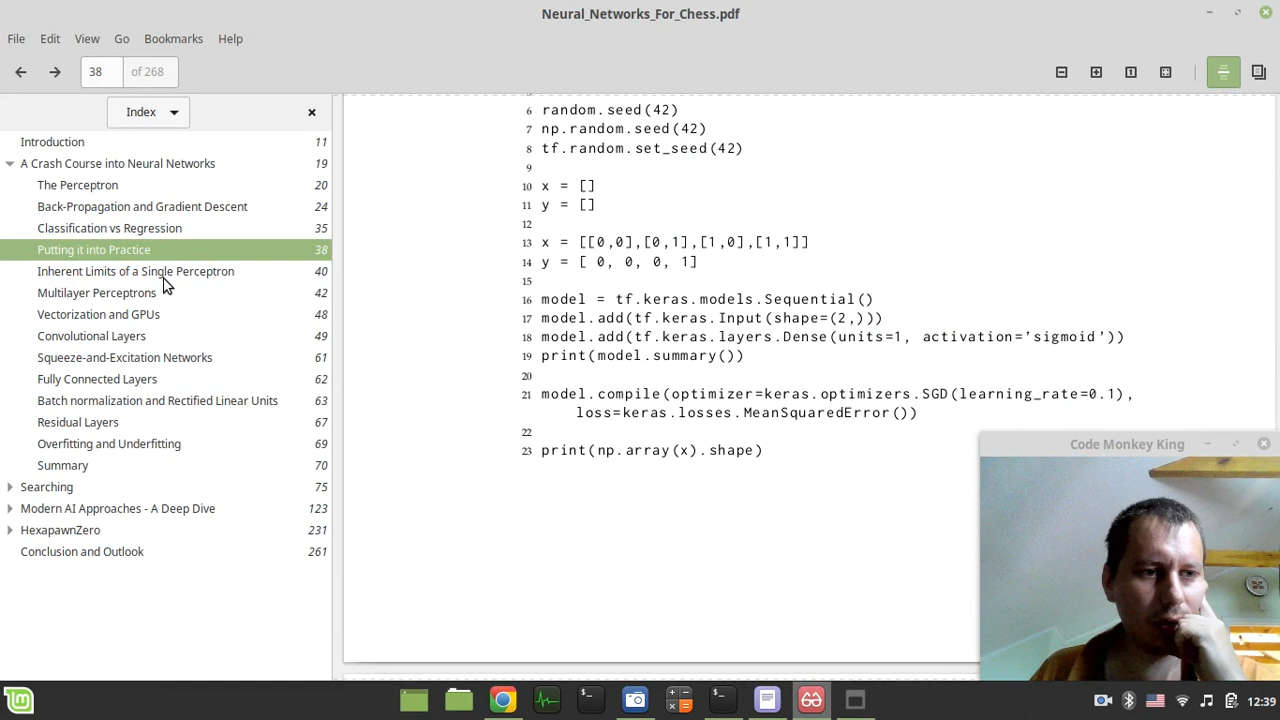 Neural_Networks_For_Chess.pdf
File Edit View Go Bookmarks Help
38 of 268
Index
Introduction 11
A Crash Course into Neural Networks 19
The Perceptron 20
Back-Propagation and Gradient Descent 24
Classification vs Regression 35
Putting it into Practice 38
Inherent Limits of a Single Perceptron 40
Multilayer Perceptrons 42
Vectorization and GPUs 48
Convolutional Layers 49
Squeeze-and-Excitation Networks 61
Fully Connected Layers 62
Batch normalization and Rectified Linear Units 63
Residual Layers 67
Overfitting and Underfitting 69
Summary 70
Searching 75
Modern AI Approaches - A Deep Dive 123
HexapawnZero 231
Conclusion and Outlook 261
6 random.seed(42)
7 np.random.seed(42)
8 tf.random.set_seed(42)
9
10 x = []
11 y = []
12
13 x = [[0,0],[0,1],[1,0],[1,1]]
14 y = [ 0, 0, 0, 1]
15
16 model = tf.keras.models.Sequential()
17 model.add(tf.keras.Input(shape=(2,)))
18 model.add(tf.keras.layers.Dense(units=1, activation='sigmoid'))
19 print(model.summary())
20
21 model.compile(optimizer=keras.optimizers.SGD(learning_rate=0.1),
loss=keras.losses.MeanSquaredError())
22
23 print(np.array(x).shape)
Code Monkey King
12:39